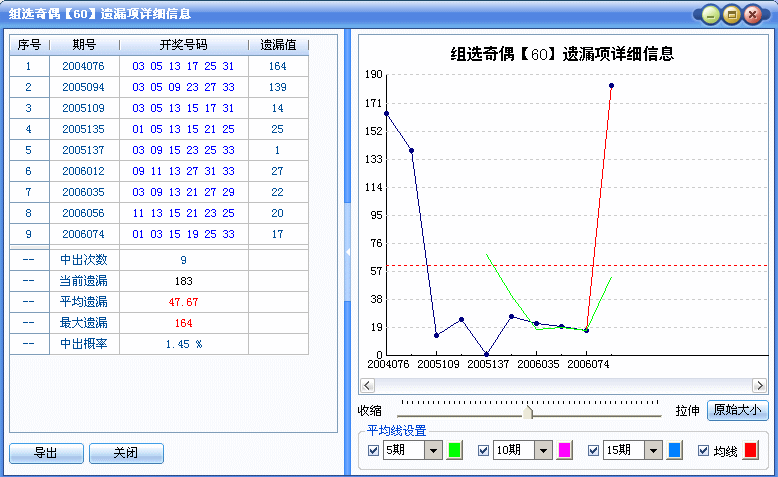 组选奇偶【60】遗漏项详细信息
序号 期号 开奖号码 遗漏值
1 2004076 03 05 13 17 25 31 164
2 2005094 03 05 09 23 27 33 139
3 2005109 03 05 13 15 17 31 14
4 2005135 01 05 13 15 21 25 25
5 2005137 03 09 15 23 25 33 1
6 2006012 09 11 13 27 31 33 27
7 2006035 03 09 13 21 27 29 22
8 2006056 11 13 15 21 23 25 20
9 2006074 01 03 15 19 25 33 17
-- 中出次数 9
-- 当前遗漏 183
-- 平均遗漏 47.67
-- 最大遗漏 164
-- 中出概率 1.45 %
导出 关闭
组选奇偶【60】遗漏项详细信息
190
171
152
133
114
95
76
57
38
19
0
2004076 2005109 2005137 2006035 2006074
收缩 拉伸 原始大小
平均线设置
5期 10期 15期 均线